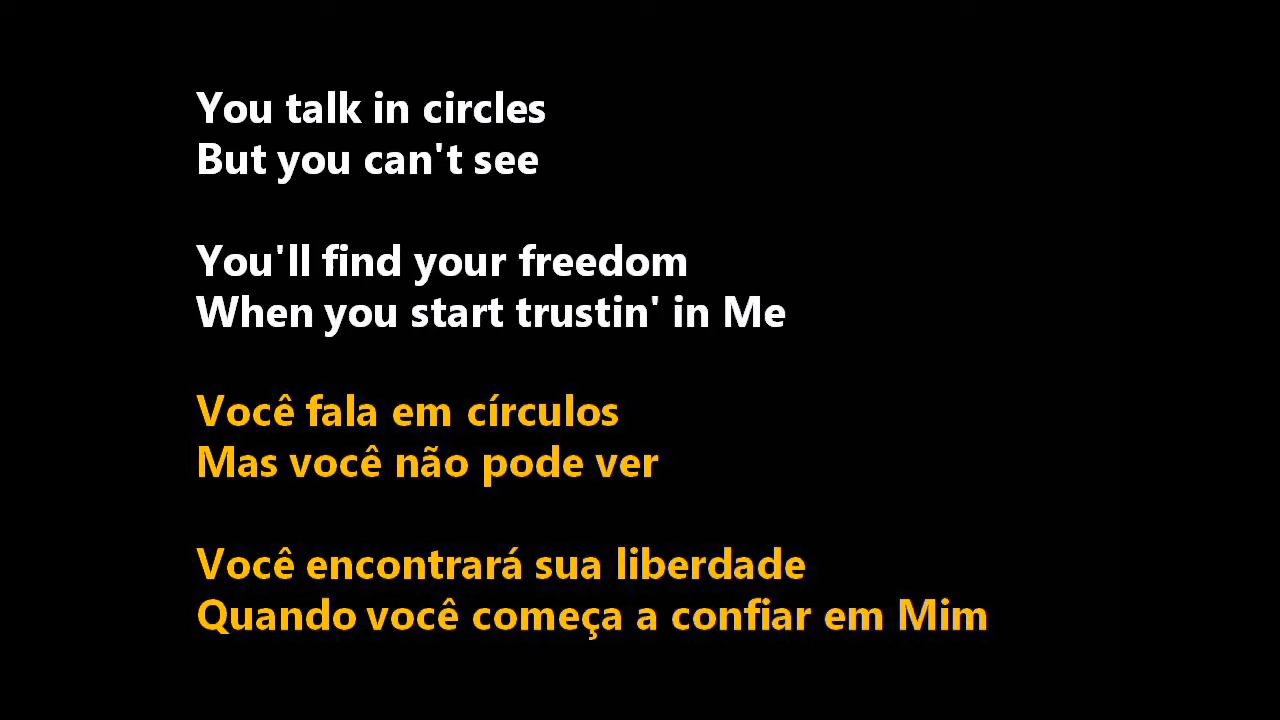 You talk in circles
But you can't see
You'll find your freedom
When you start trustin' in Me
Você fala em círculos
Mas você não pode ver
Você encontrará sua liberdade
Quando você começa a confiar em Mim